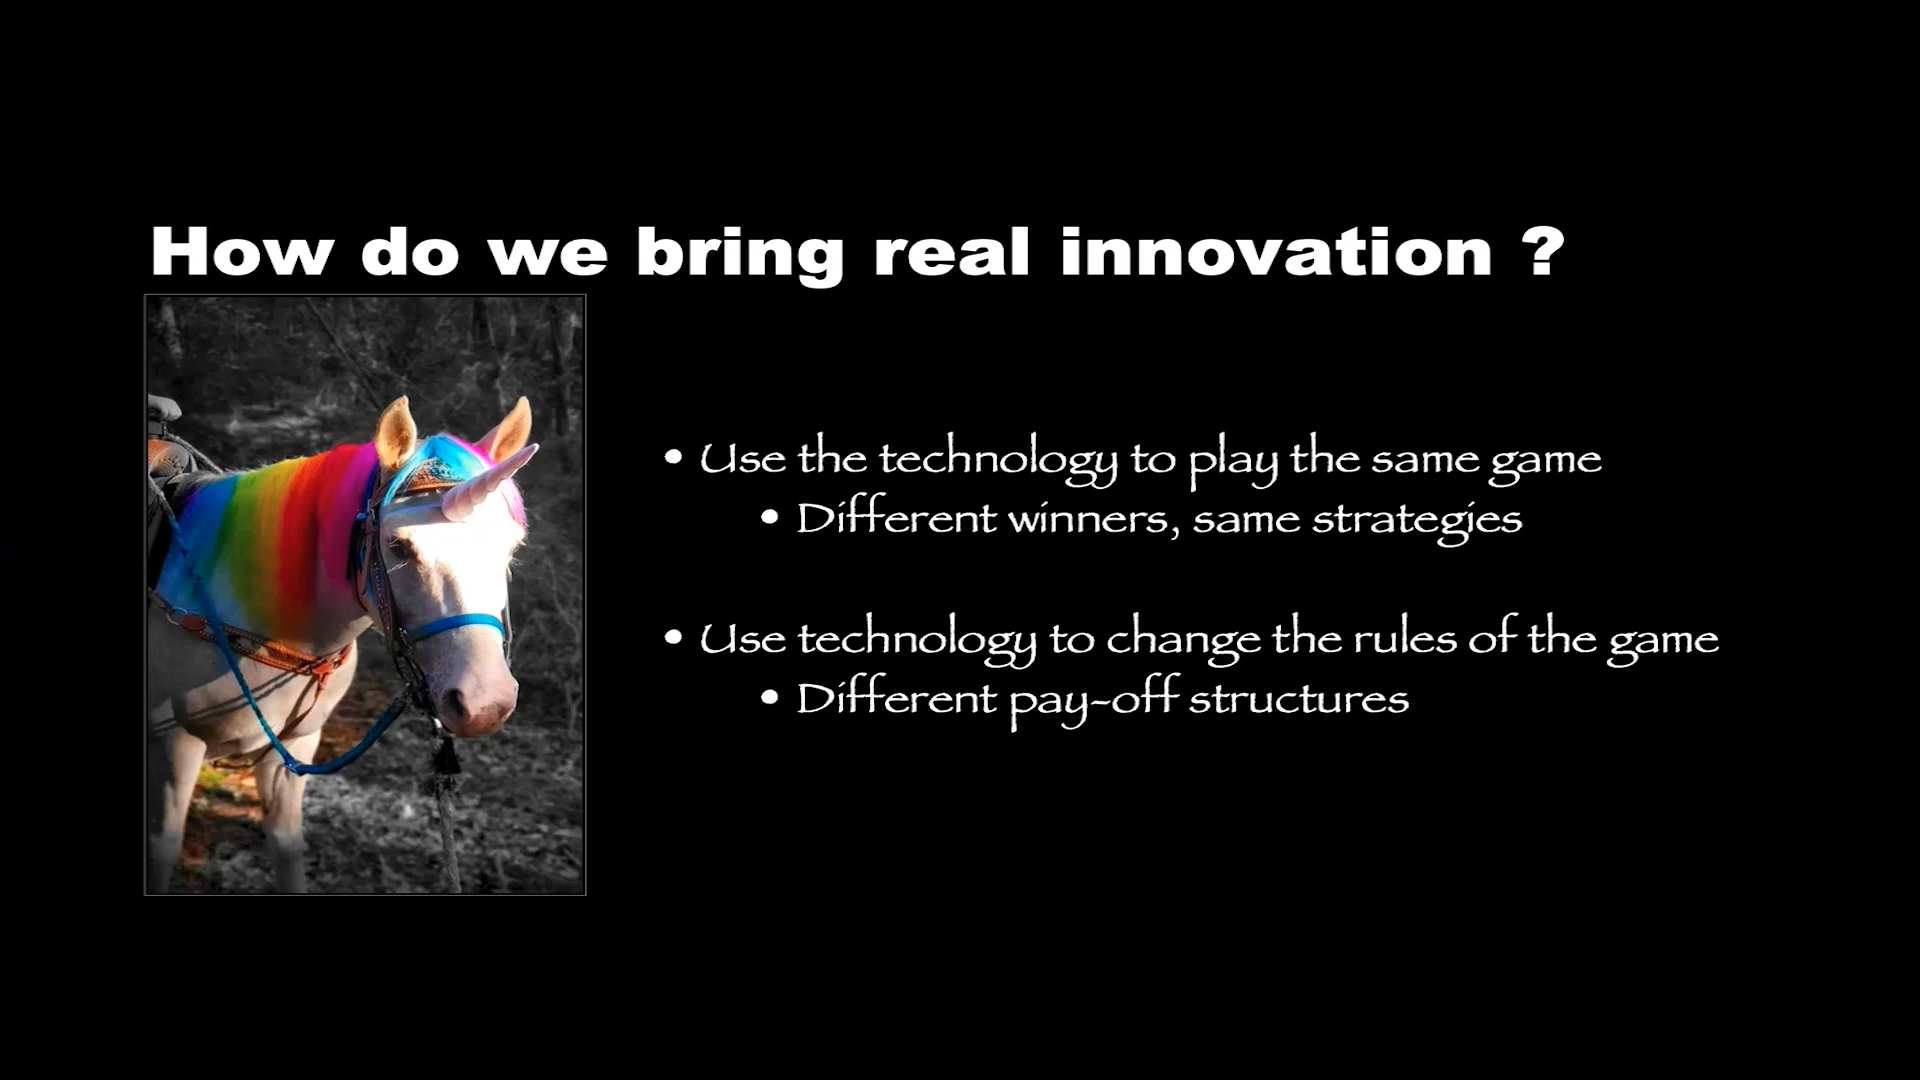 How do we bring real innovation ?
• Use the technology to play the same game
• Different winners, same strategies
• Use technology to change the rules of the game
• Different pay-off structures